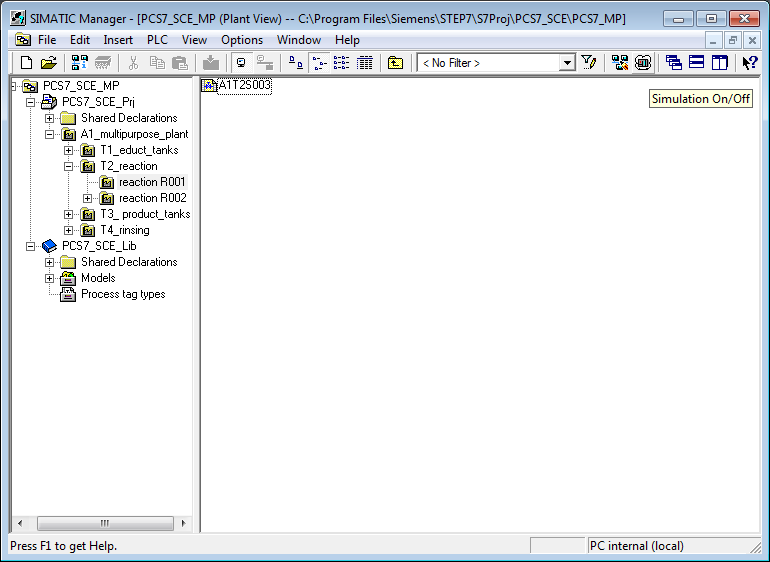 SIMATIC Manager - [PCS7_SCE_MP (Plant View) -- C:\Program Files\Siemens\STEP7\S7Proj\PCS7_SCE\PCS7_MP]
File Edit Insert PLC View Options Window Help
< No Filter >
PCS7_SCE_MP
PCS7_SCE_Prj
Shared Declarations
A1_multipurpose_plant
T1_educt_tanks
T2_reaction
reaction R001
reaction R002
T3_ product_tanks
T4_rinsing
PCS7_SCE_Lib
Shared Declarations
Models
Process tag types
A1T2S003
Simulation On/Off
Press F1 to get Help.
PC internal (local)